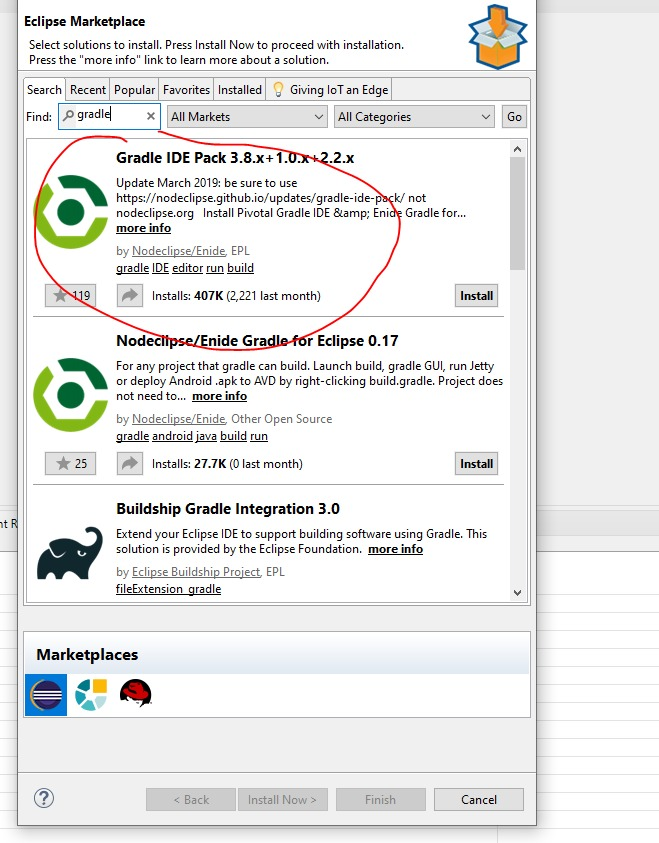 Eclipse Marketplace
Select solutions to install. Press Install Now to proceed with installation.
Press the "more info" link to learn more about a solution.
Search Recent Popular Favorites Installed Giving IoT an Edge
Find: gradle All Markets All Categories Go
Gradle IDE Pack 3.8.x+1.0.x+2.2.x
Update March 2019: be sure to use
https://nodeclipse.github.io/updates/gradle-ide-pack/ not
nodeclipse.org Install Pivotal Gradle IDE &amp; Enide Gradle for...
more info
by Nodeclipse/Enide, EPL
gradle IDE editor run build
119 Installs: 407K (2,221 last month) Install
Nodeclipse/Enide Gradle for Eclipse 0.17
For any project that gradle can build. Launch build, gradle GUI, run Jetty
or deploy Android .apk to AVD by right-clicking build.gradle. Project does
not need to... more info
by Nodeclipse/Enide, Other Open Source
gradle android java build run
25 Installs: 27.7K (0 last month) Install
Buildship Gradle Integration 3.0
nt R
Extend your Eclipse IDE to support building software using Gradle. This
solution is provided by the Eclipse Foundation. more info
by Eclipse Buildship Project, EPL
fileExtension_gradle
Marketplaces
? < Back Install Now > Finish Cancel